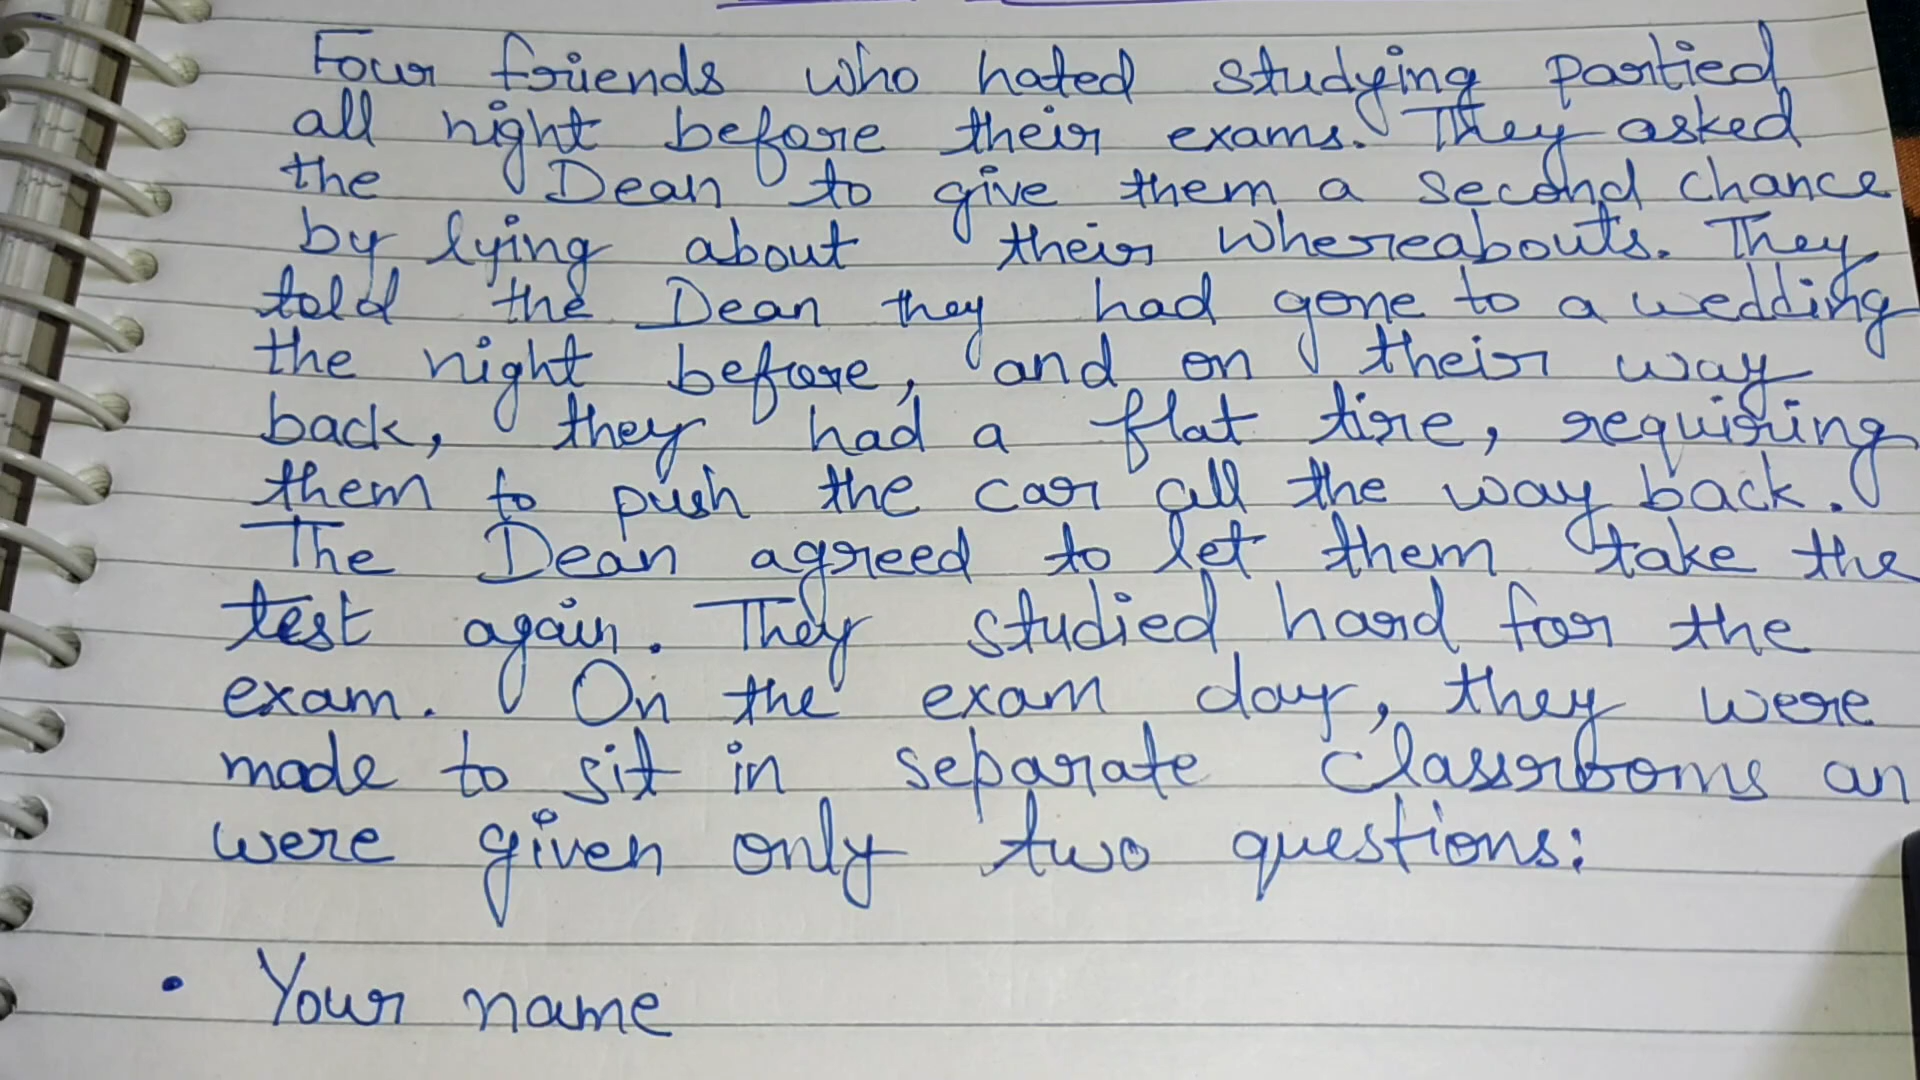 Four friends who hated studying partied
all night before their exams. They asked
the Dean to give them a second chance
by lying about their whereabouts. They
told the Dean they had gone to a wedding
the night before, and on their way
back, they had a flat tire, requiring
them to push the car all the way back.
The Dean agreed to let them take the
test again. They studied hard for the
exam. On the exam day, they were
made to sit in separate classrooms an
were given only two questions:
• Your name